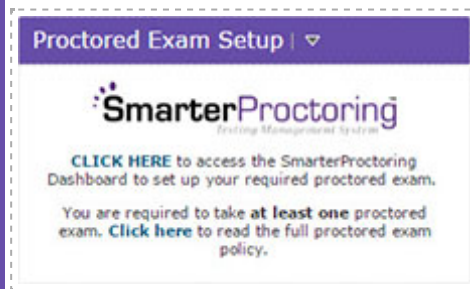 Proctored Exam Setup |
SmarterProctoring
Testing Management System
CLICK HERE to access the SmarterProctoring
Dashboard to set up your required proctored exam.
You are required to take at least one proctored
exam. Click here to read the full proctored exam
policy.